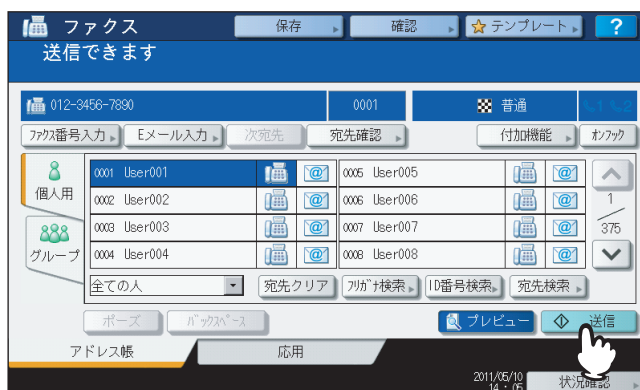 ファクス 保存 確認 テンプレート ?
送信できます
012-3456-7890 0001 普通 1 2
ファクス番号入力 Eメール入力 次宛先 宛先確認 付加機能 オンフック
個人用
グループ
0001 User001 @ 0005 User005 @
0002 User002 @ 0006 User006 @
0003 User003 @ 0007 User007 @
0004 User004 @ 0008 User008 @
1
375
全ての人 宛先クリア フリガナ検索 ID番号検索 宛先検索
ポーズ バックスペース プレビュー 送信
アドレス帳 応用
2011/05/10
14:05 状況確認